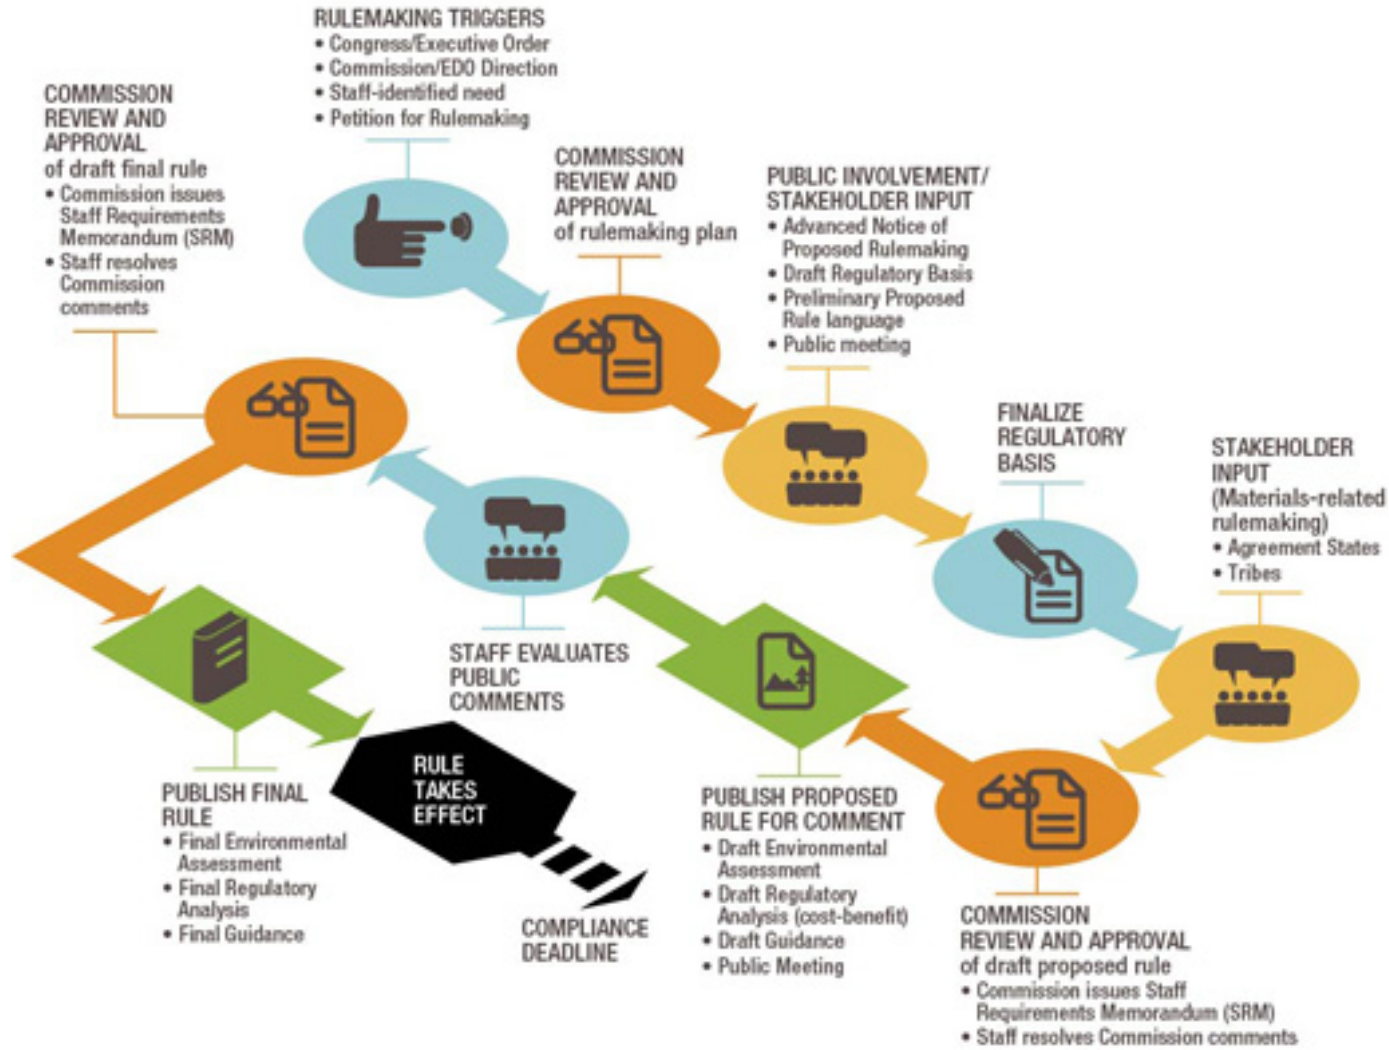 RULEMAKING TRIGGERS
• Congress/Executive Order
• Commission/EDO Direction
• Staff-identified need
• Petition for Rulemaking
COMMISSION
REVIEW AND
APPROVAL
of rulemaking plan
PUBLIC INVOLVEMENT/
STAKEHOLDER INPUT
• Advanced Notice of
Proposed Rulemaking
• Draft Regulatory Basis
• Preliminary Proposed
Rule language
• Public meeting
FINALIZE
REGULATORY
BASIS
STAKEHOLDER
INPUT
(Materials-related
rulemaking)
• Agreement States
• Tribes
COMMISSION
REVIEW AND APPROVAL
of draft proposed rule
• Commission issues Staff
Requirements Memorandum (SRM)
• Staff resolves Commission comments
PUBLISH PROPOSED
RULE FOR COMMENT
• Draft Environmental
Assessment
• Draft Regulatory
Analysis (cost-benefit)
• Draft Guidance
• Public Meeting
STAFF EVALUATES
PUBLIC
COMMENTS
COMMISSION
REVIEW AND
APPROVAL
of draft final rule
• Commission issues
Staff Requirements
Memorandum (SRM)
• Staff resolves
Commission
comments
PUBLISH FINAL
RULE
• Final Environmental
Assessment
• Final Regulatory
Analysis
• Final Guidance
RULE
TAKES
EFFECT
COMPLIANCE
DEADLINE